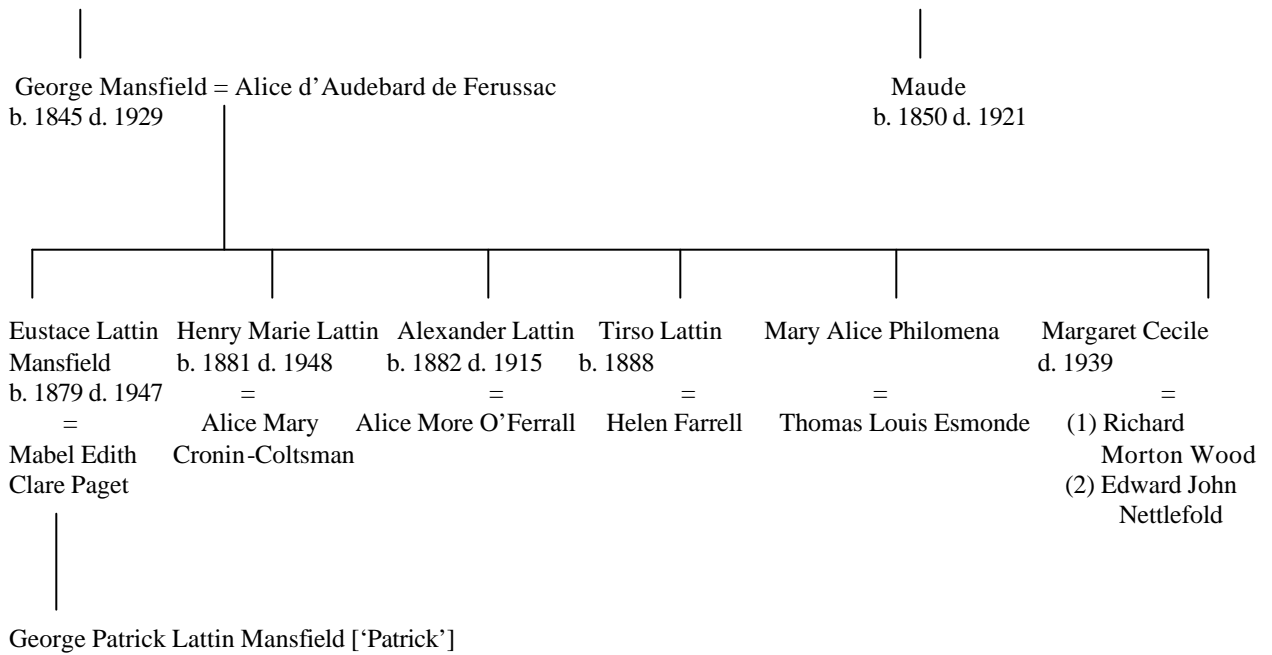 George Mansfield = Alice d’Audebard de Ferussac
b. 1845 d. 1929
Maude
b. 1850 d. 1921
Eustace Lattin
Mansfield
b. 1879 d. 1947
=
Mabel Edith
Clare Paget
Henry Marie Lattin
b. 1881 d. 1948
=
Alice Mary
Cronin-Coltsman
Alexander Lattin
b. 1882 d. 1915
=
Alice More O’Ferrall
Tirso Lattin
b. 1888
=
Helen Farrell
Mary Alice Philomena
=
Thomas Louis Esmonde
Margaret Cecile
d. 1939
=
(1) Richard
Morton Wood
(2) Edward John
Nettlefold
George Patrick Lattin Mansfield [‘Patrick’]